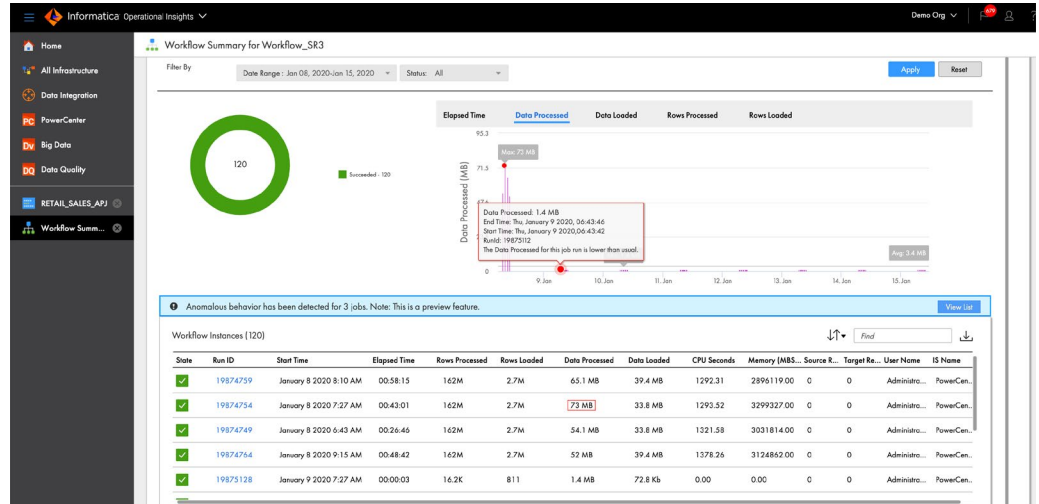 Informatica Operational Insights
Demo Org
679
?
Home
All Infrastructure
Data Integration
PC PowerCenter
Dv Big Data
DQ Data Quality
RETAIL_SALES_APJ
Workflow Summ...
Workflow Summary for Workflow_SR3
Filter By
Date Range : Jan 08, 2020-Jan 15, 2020
Status: All
Apply
Reset
120
Succeeded - 120
Elapsed Time Data Processed Data Loaded Rows Processed Rows Loaded
Data Processed (MB)
95.3
Max: 73 MB
71.5
Data Processed: 1.4 MB
End Time: Thu, January 9 2020, 06:43:46
Start Time: Thu, January 9 2020,06:43:42
RunId: 19875112
The Data Processed for this job run is lower than usual.
Avg: 3.4 MB
0
9. Jan 10. Jan 11. Jan 12. Jan 13. Jan 14. Jan 15. Jan
Anomalous behavior has been detected for 3 jobs. Note: This is a preview feature.
View List
Workflow Instances (120)
Find
State Run ID Start Time Elapsed Time Rows Processed Rows Loaded Data Processed Data Loaded CPU Seconds Memory (MBS... Source R... Target Re... User Name IS Name
19874759 January 8 2020 8:10 AM 00:58:15 162M 2.7M 65.1 MB 39.4 MB 1292.31 2896119.00 0 0 Administra... PowerCen..
19874754 January 8 2020 7:27 AM 00:43:01 162M 2.7M 73 MB 33.8 MB 1293.52 3299327.00 0 0 Administra... PowerCen..
19874749 January 8 2020 6:43 AM 00:26:46 162M 2.7M 54.1 MB 33.8 MB 1321.58 3031814.00 0 0 Administra... PowerCen..
19874764 January 8 2020 9:15 AM 00:48:42 162M 2.7M 52 MB 39.4 MB 1378.26 3124862.00 0 0 Administra... PowerCen..
19875128 January 9 2020 7:27 AM 00:00:03 16.2K 811 1.4 MB 72.8 Kb 0.00 0.00 0 0 Administra... PowerCen..